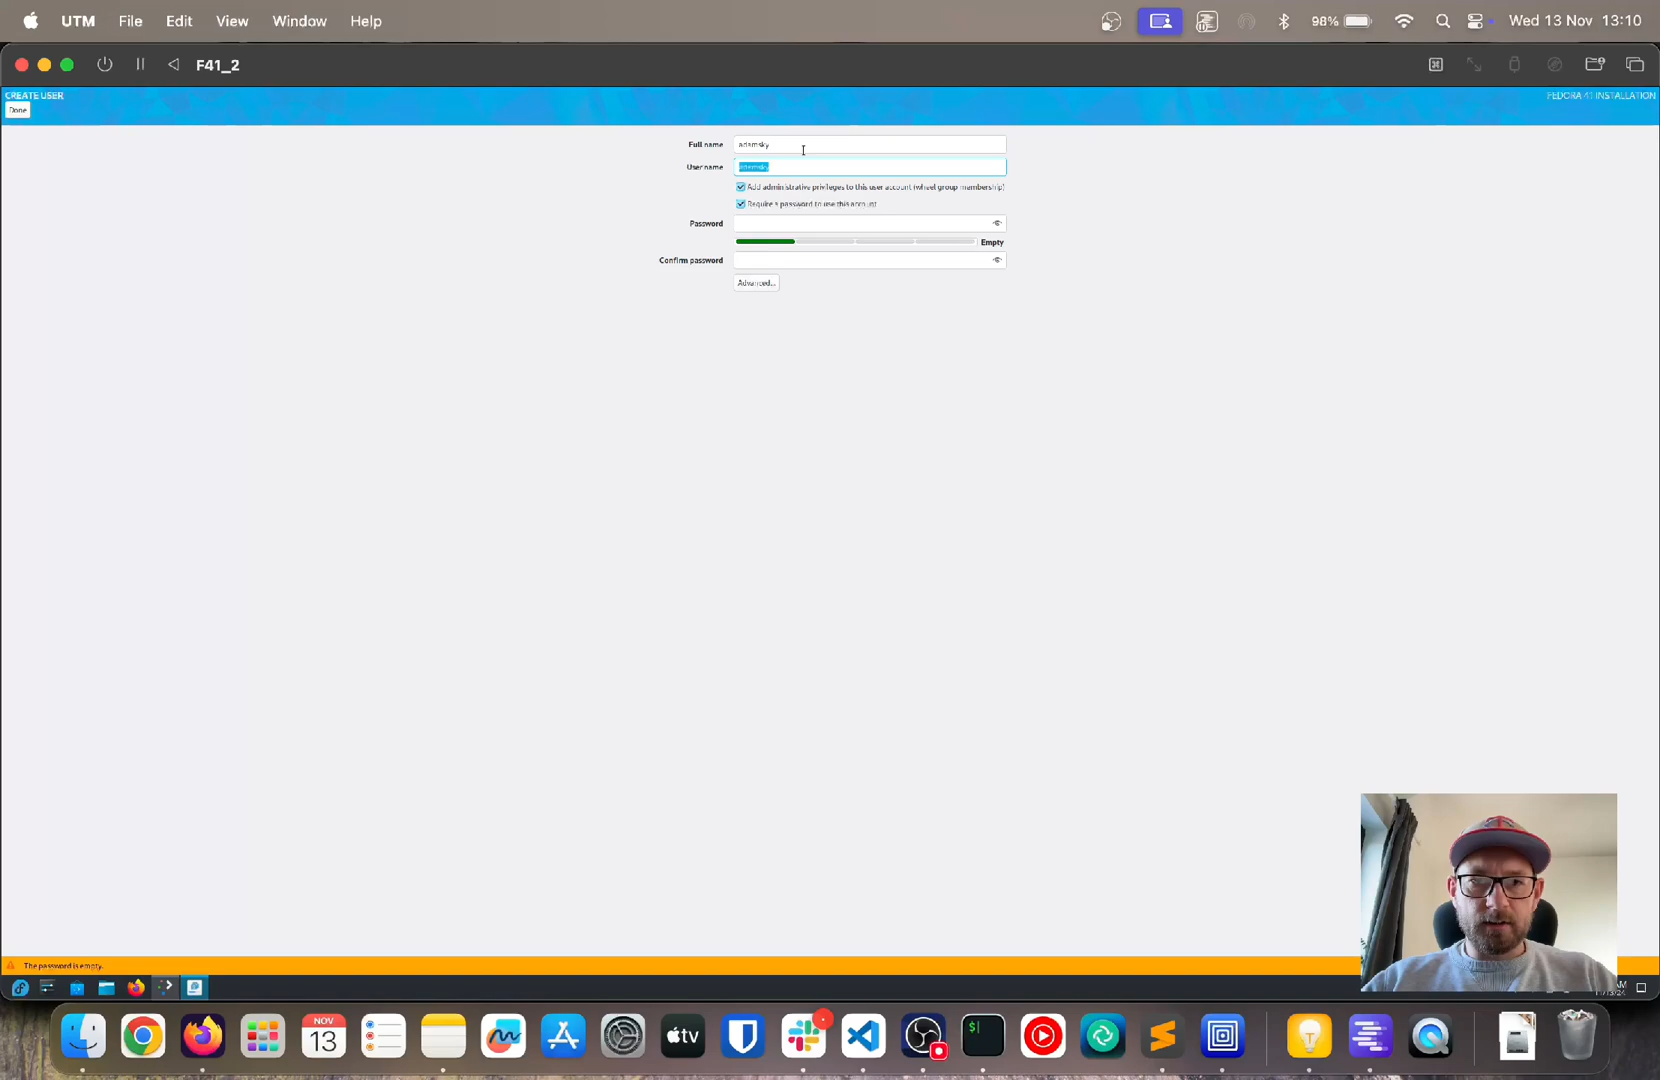 UTM File Edit View Window Help 98% Wed 13 Nov 13:10
F41_2
CREATE USER FEDORA 41 INSTALLATION
Done
Full name adamsky
User name adamsky
Add administrative privileges to this user account (wheel group membership)
Require a password to use this account
Password
Empty
Confirm password
Advanced...
The password is empty.
NOV
13
tv
$